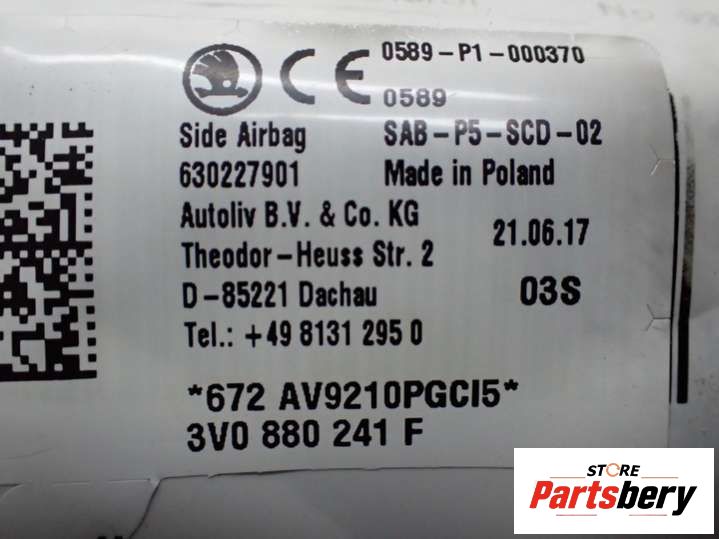 0589-P1-000370
0589
Side Airbag SAB-P5-SCD-02
630227901 Made in Poland
Autoliv B.V. & Co. KG
21.06.17
Theodor-Heuss Str. 2
D-85221 Dachau 03S
Tel.: +49 8131 295 0
*672 AV9210PGCI5*
3V0 880 241 F
STORE
Partsbery